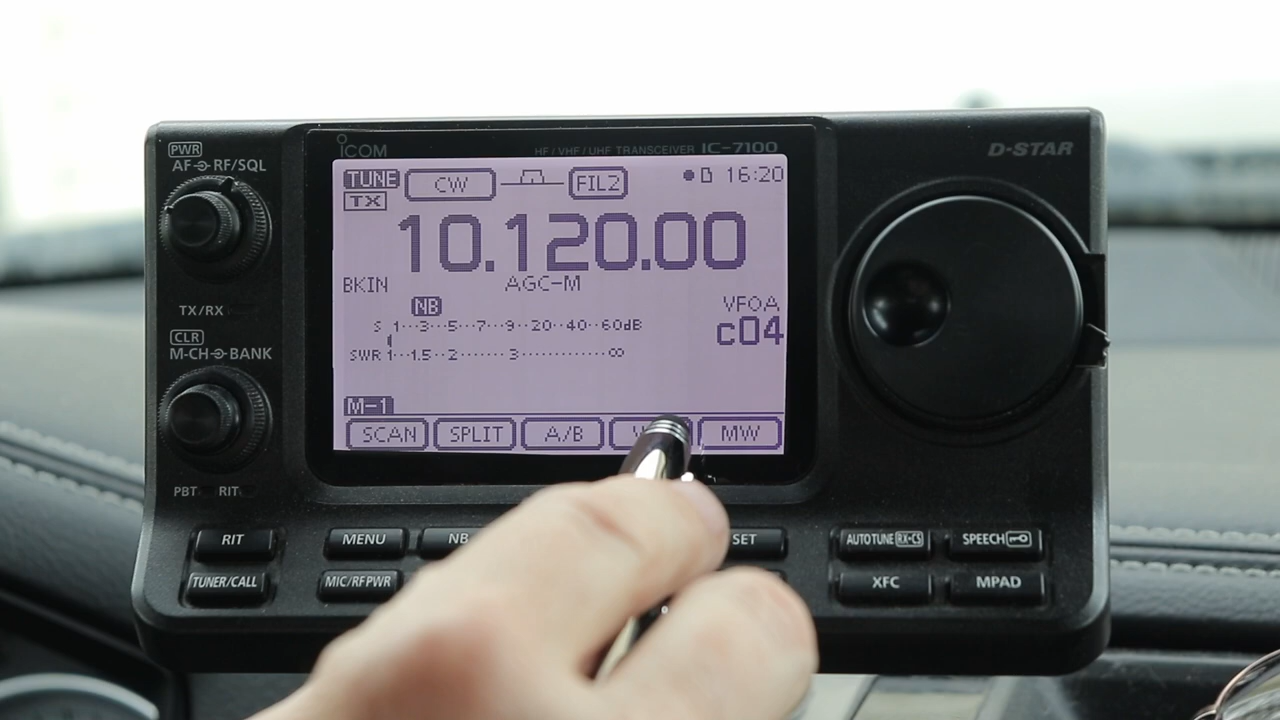 PWR
AF RF/SQL
ICOM
HF / VHF / UHF TRANSCEIVER IC-7100
D-STAR
TUNE CW FIL2 16:20
TX
10.120.00
BKIN AGC-M
NB
VFOA
S 1··3··5··7··9··20··40··60dB
c04
SWR 1··1.5··2······3···········∞
TX/RX
CLR
M-CH BANK
M-1
SCAN SPLIT A/B MW
PBT RIT
RIT MENU NB SET AUTOTUNE RX-CS SPEECH
TUNER/CALL MIC/RF PWR XFC MPAD